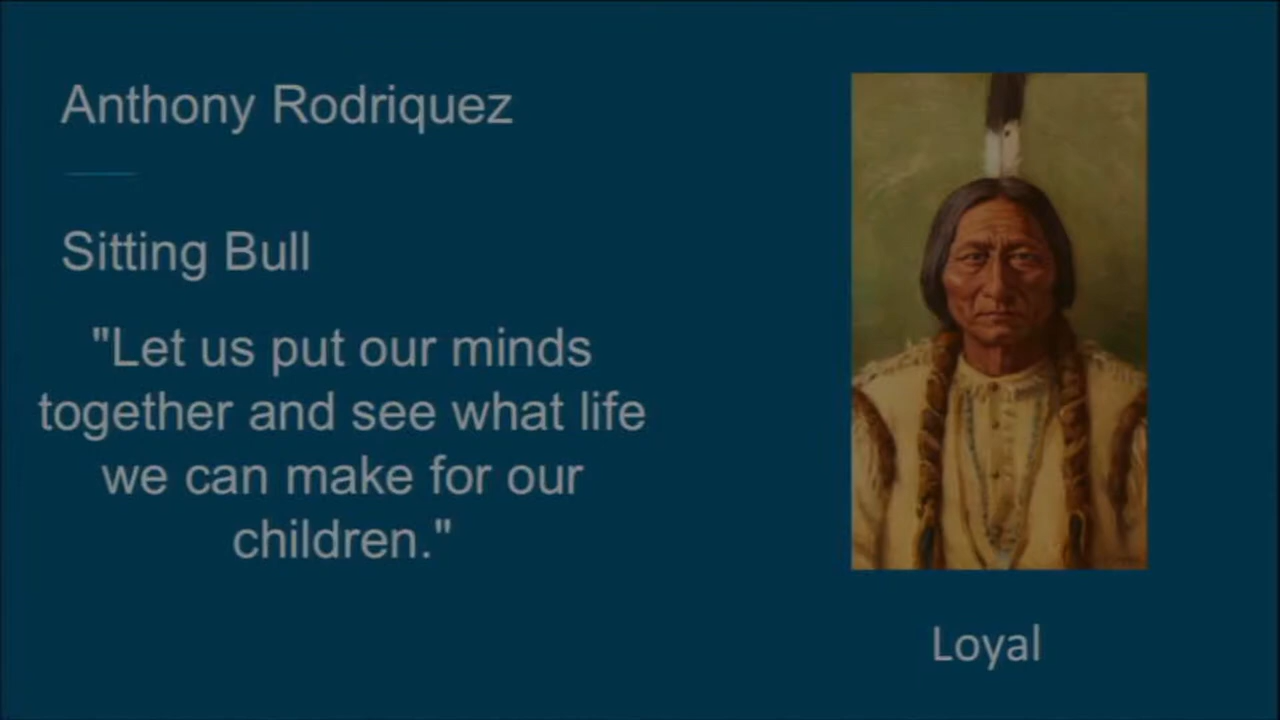 Anthony Rodriquez
Sitting Bull
"Let us put our minds
together and see what life
we can make for our
children."
Loyal